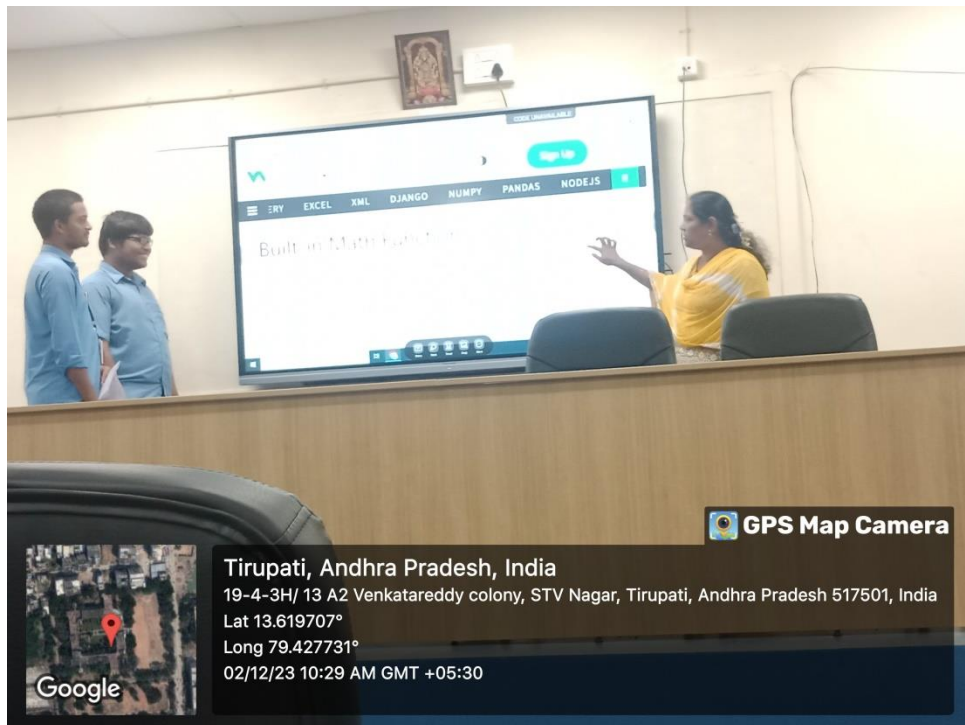 CODE UNAVAILABLE
Sign Up
ERY EXCEL XML DJANGO NUMPY PANDAS NODEJS
Built-in Math Functions
GPS Map Camera
Tirupati, Andhra Pradesh, India
19-4-3H/ 13 A2 Venkatareddy colony, STV Nagar, Tirupati, Andhra Pradesh 517501, India
Lat 13.619707°
Long 79.427731°
02/12/23 10:29 AM GMT +05:30
Google